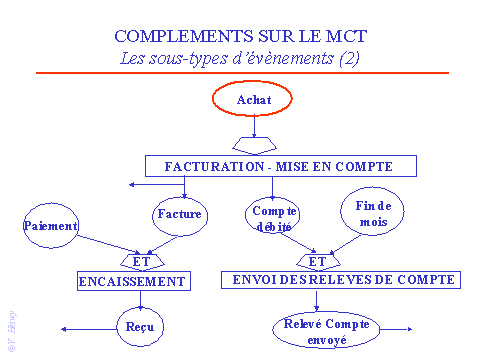 COMPLEMENTS SUR LE MCT
Les sous-types d'évènements (2)
Achat
FACTURATION - MISE EN COMPTE
Paiement
Facture
Compte
débité
Fin de
mois
ET
ET
ENCAISSEMENT
ENVOI DES RELEVES DE COMPTE
Reçu
Relevé Compte
envoyé